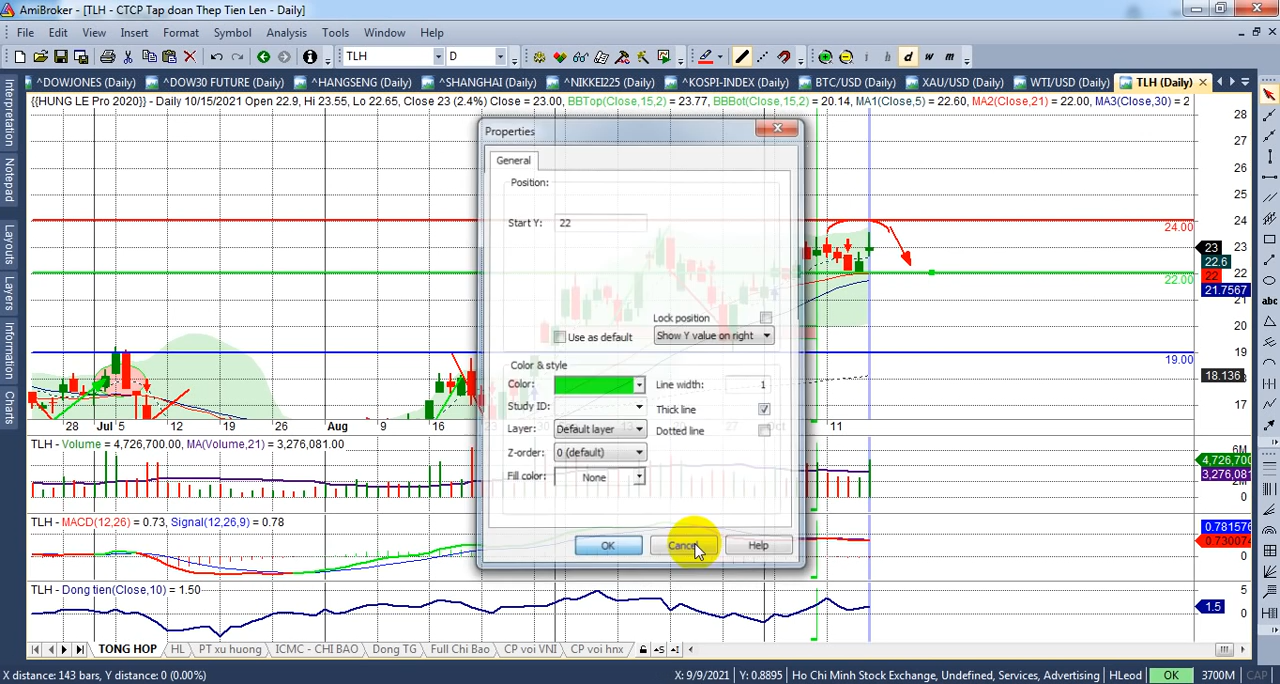 AmiBroker - [TLH - CTCP Tap doan Thep Tien Len - Daily]
File Edit View Insert Format Symbol Analysis Tools Window Help
TLH D
d w m
^DOWJONES (Daily) ^DOW30 FUTURE (Daily) ^HANGSENG (Daily) ^SHANGHAI (Daily) ^NIKKEI225 (Daily) ^KOSPI-INDEX (Daily) BTC/USD (Daily) XAU/USD (Daily) WTI/USD (Daily) TLH (Daily)
{{HUNG LE Pro 2020}} - Daily 10/15/2021 Open 22.9, Hi 23.55, Lo 22.65, Close 23 (2.4%) Close = 23.00, BBTop(Close,15,2) = 23.77, BBBot(Close,15,2) = 20.14, MA1(Close,5) = 22.60, MA2(Close,21) = 22.00, MA3(Close,30) = 2
Interpretation
Notepad
Layouts
Layers
Information
Charts
28
27
26
25
24
24.00
23
23
22.6
22
22
22.00
21.7567
21
20
19
19.00
18.136
17
Properties
General
Position:
Start Y: 22
Lock position
Use as default Show Y value on right
Color & style
Color: Line width: 1
Study ID: Thick line
Layer: Default layer Dotted line
Z-order: 0 (default)
Fill color: None
OK Cancel Help
28 Jul 5 12 19 Aug 9 16 11
abc
TLH - Volume = 4,726,700.00, MA(Volume,21) = 3,276,081.00
6M
4,726,700
3,276,081
0
TLH - MACD(12,26) = 0.73, Signal(12,26,9) = 0.78
0.781576
0.730074
0
TLH - Dong tien(Close,10) = 1.50
5
1.5
0
TONG HOP HL PT xu huong ICMC - CHI BAO Dong TG Full Chi Bao CP voi VNI CP voi hnx
X distance: 143 bars, Y distance: 0 (0.00%) X: 9/9/2021 Y: 0.8895 Ho Chi Minh Stock Exchange, Undefined, Services, Advertising HLeod OK 3700M CAP